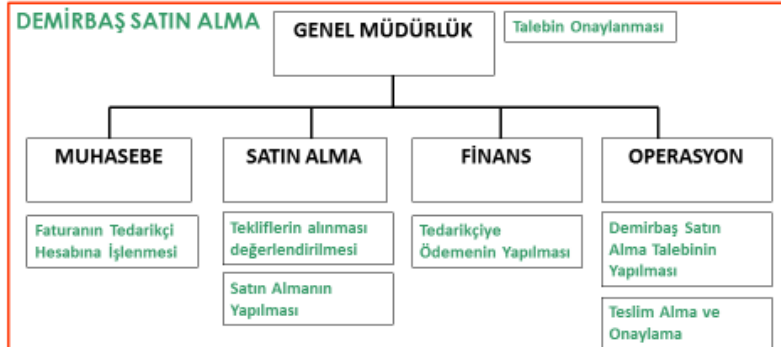 DEMİRBAŞ SATIN ALMA
GENEL MÜDÜRLÜK
Talebin Onaylanması
MUHASEBE
Faturanın Tedarikçi
Hesabına İşlenmesi
SATIN ALMA
Tekliflerin alınması
değerlendirilmesi
Satın Almanın
Yapılması
FİNANS
Tedarikçiye
Ödemenin Yapılması
OPERASYON
Demirbaş Satın
Alma Talebinin
Yapılması
Teslim Alma ve
Onaylama